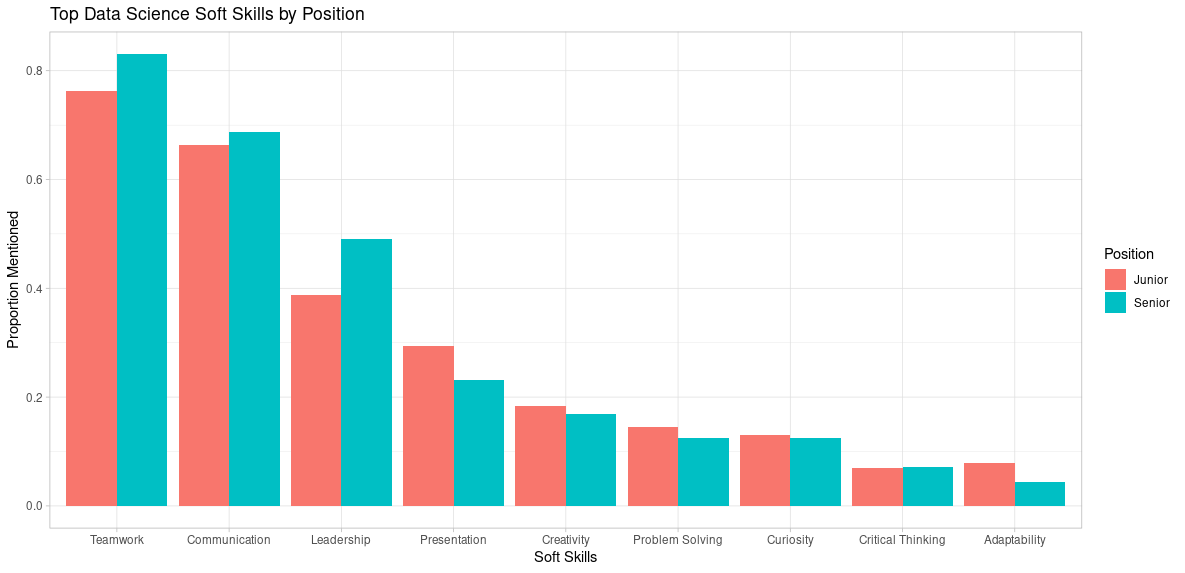 Top Data Science Soft Skills by Position
Proportion Mentioned
0.8
0.6
0.4
0.2
0.0
Teamwork Communication Leadership Presentation Creativity Problem Solving Curiosity Critical Thinking Adaptability
Soft Skills
Position
Junior
Senior